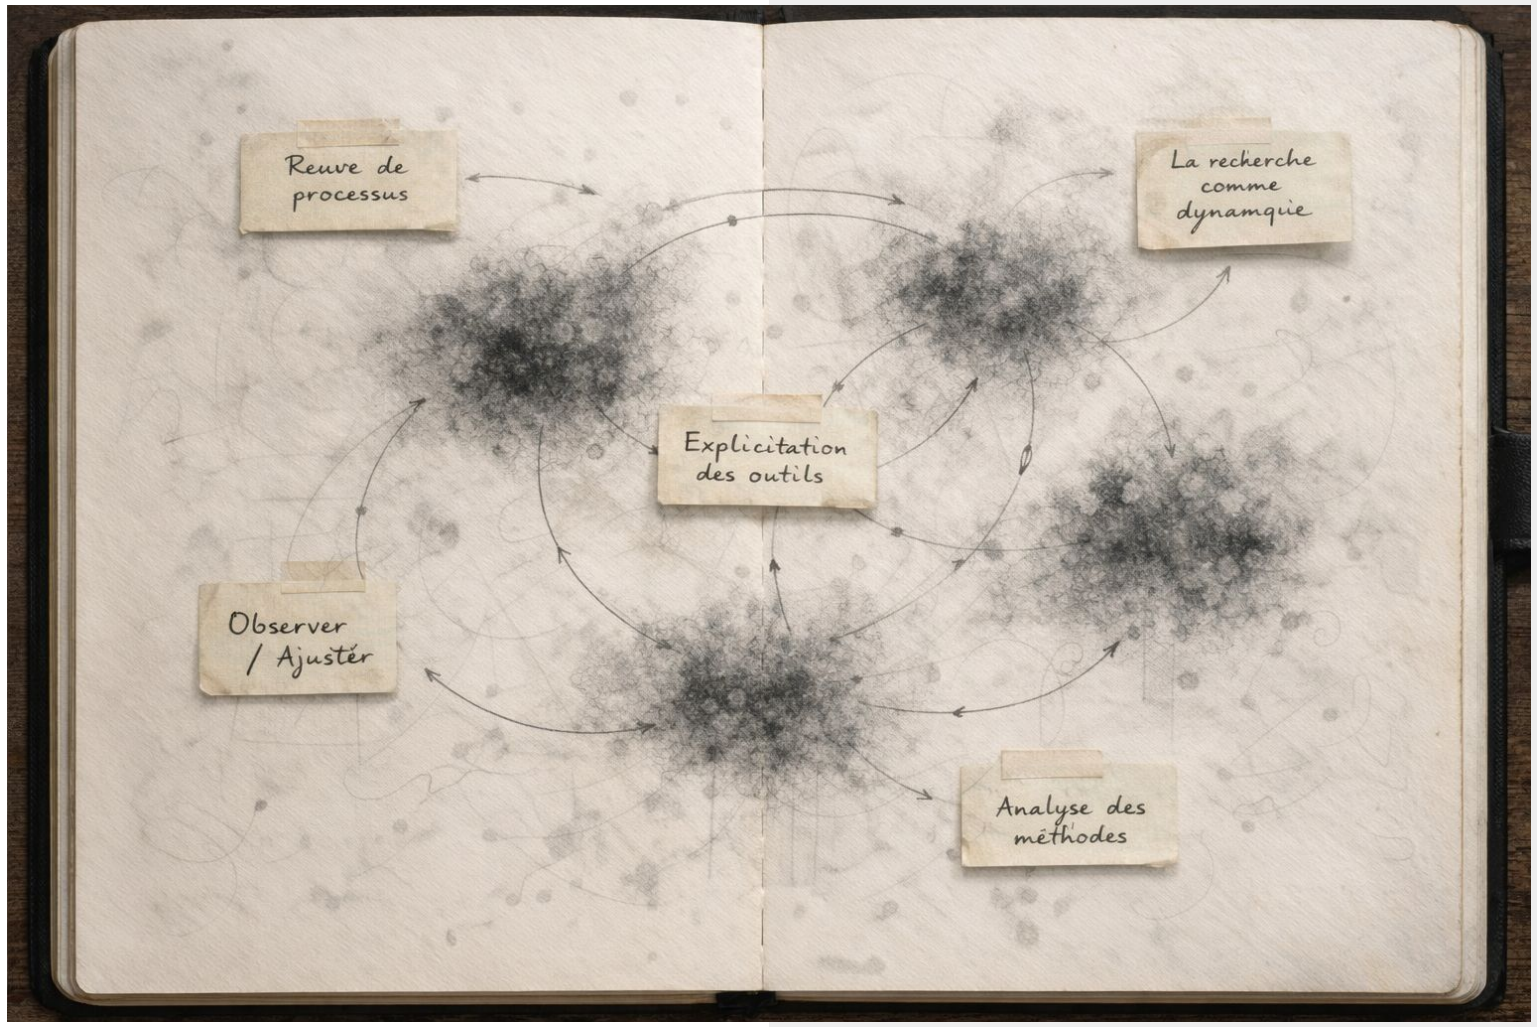 Reuve de
processus
La recherche
comme
dynamquie
Explicitation
des outils
Observer
/ Ajustér
Analyse des
méthodes